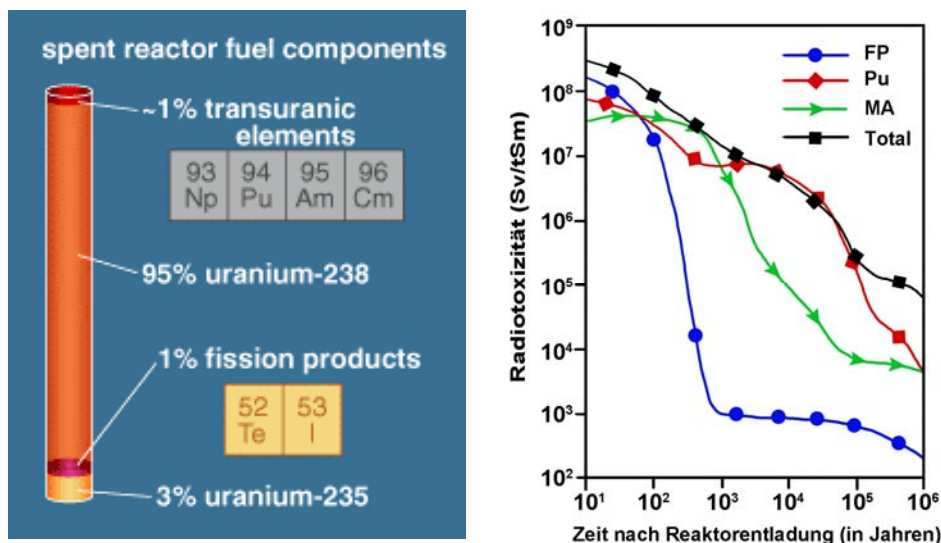 spent reactor fuel components
~1% transuranic
elements
93 94 95 96
Np Pu Am Cm
95% uranium-238
1% fission products
52 53
Te I
3% uranium-235
10⁹
10⁸
10⁷
10⁶
10⁵
10⁴
10³
10²
Radiotoxizität (Sv/tSm)
FP
Pu
MA
Total
10¹ 10² 10³ 10⁴ 10⁵ 10⁶
Zeit nach Reaktorentladung (in Jahren)